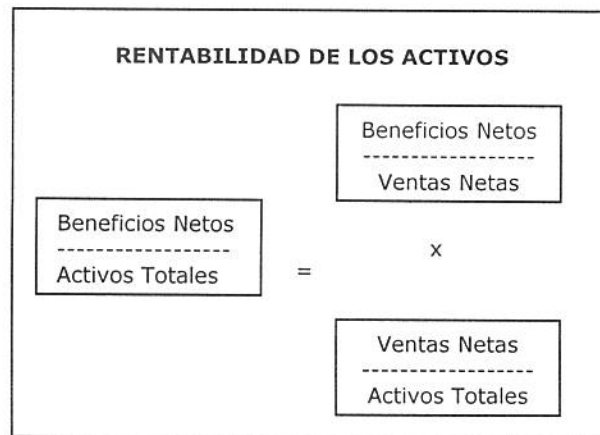 RENTABILIDAD DE LOS ACTIVOS
Beneficios Netos
-------------------
Activos Totales
=
Beneficios Netos
-------------------
Ventas Netas
x
Ventas Netas
-------------------
Activos Totales